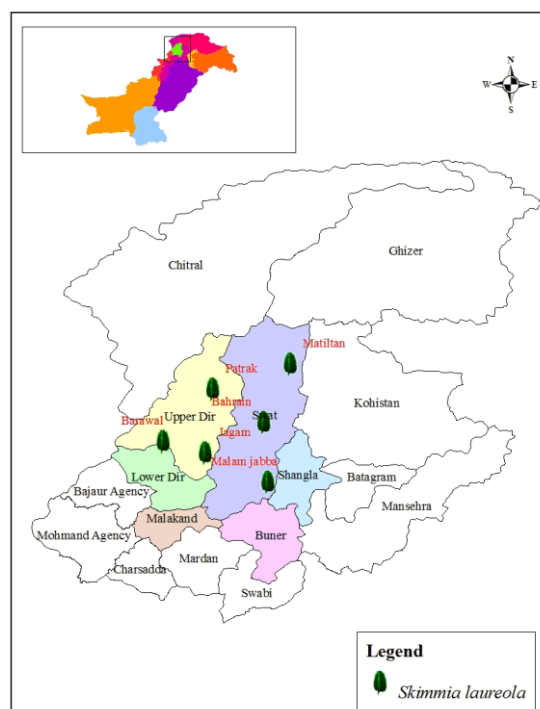 N
W E
S
Ghizer
Chitral
Matiltan
Patrak
Bahrain
Kohistan
Barawal
Upper Dir
Swat
Jagam
Malam jabba
Lower Dir
Shangla
Batagram
Bajaur Agency
Mansehra
Malakand
Mohmand Agency
Buner
Mardan
Charsadda
Swabi
Legend
Skimmia laureola